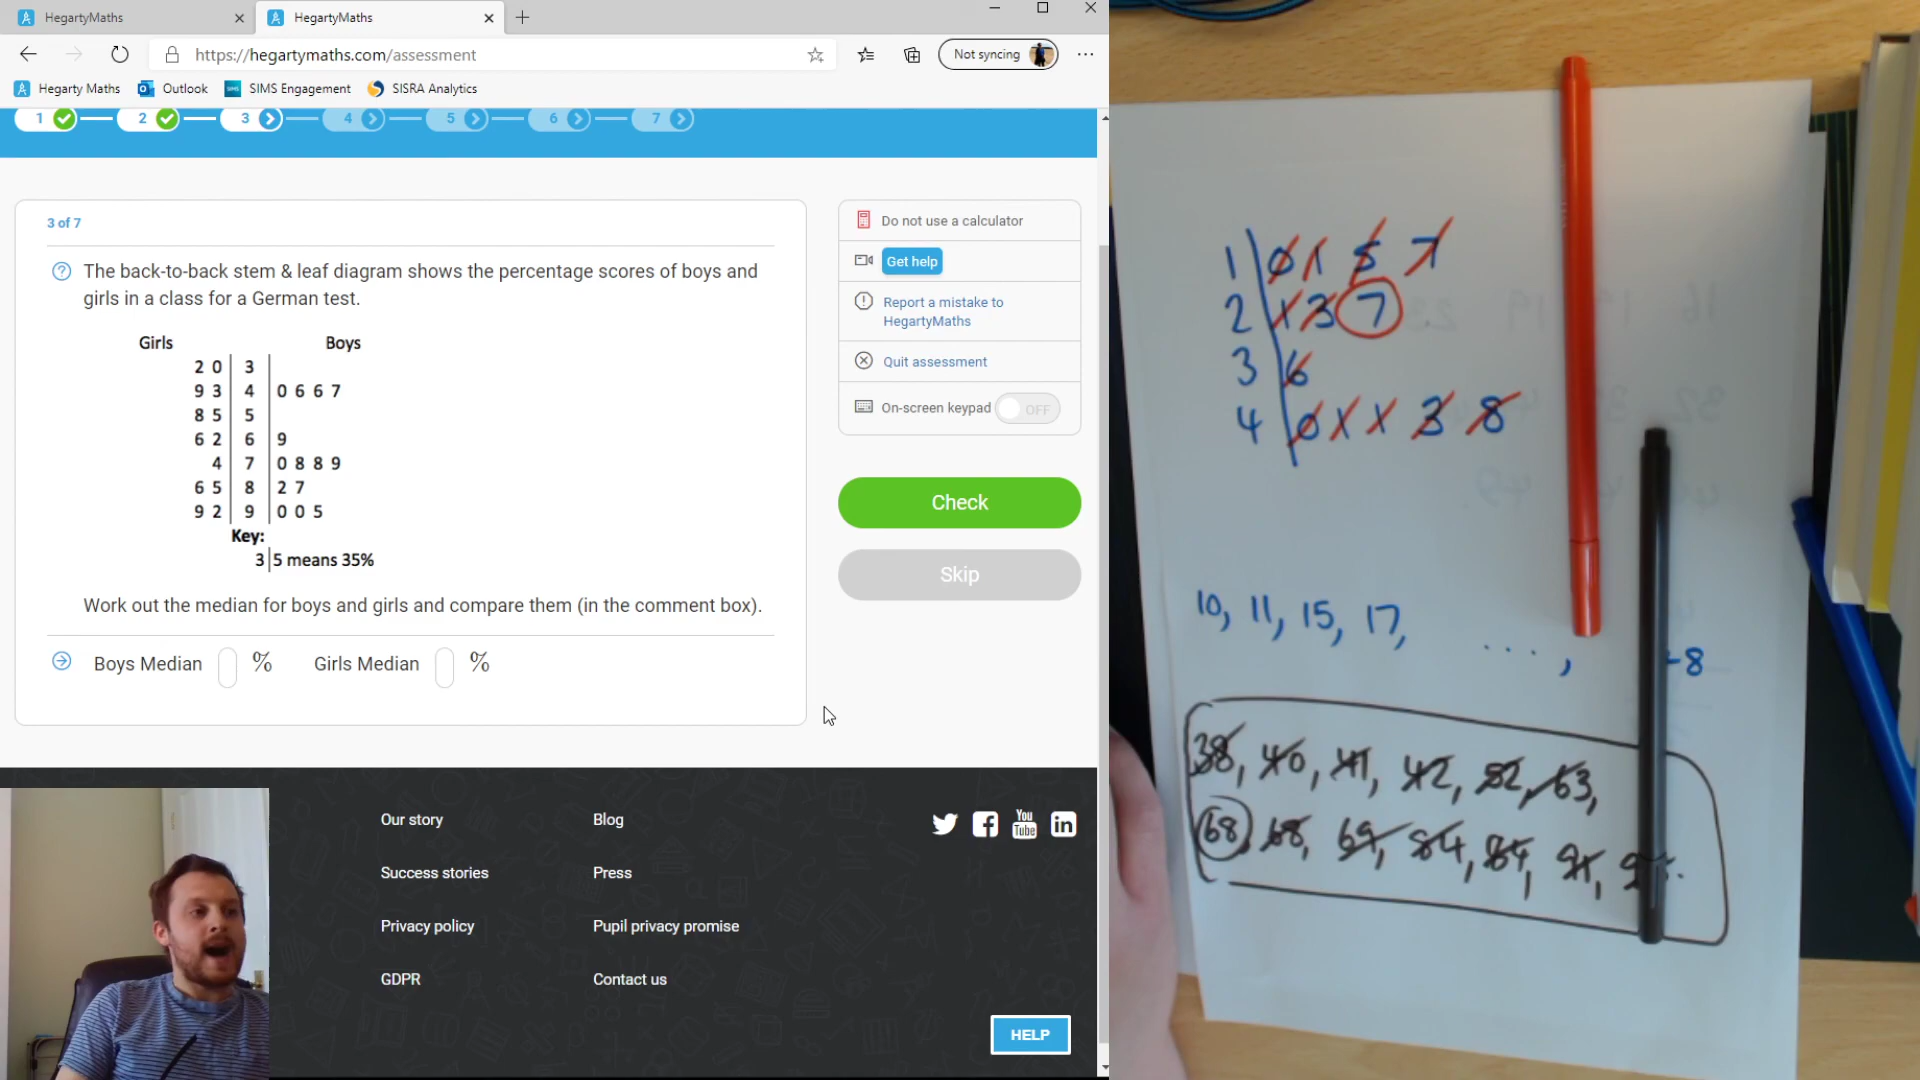 HegartyMaths
HegartyMaths
https://hegartymaths.com/assessment
Not syncing
Hegarty Maths
Outlook
SIMS Engagement
SISRA Analytics
1 2 3 4 5 6 7
3 of 7
The back-to-back stem & leaf diagram shows the percentage scores of boys and
girls in a class for a German test.
Girls Boys
2 0 3
9 3 4 0 6 6 7
8 5 5
6 2 6 9
4 7 0 8 8 9
6 5 8 2 7
9 2 9 0 0 5
Key:
3 5 means 35%
Work out the median for boys and girls and compare them (in the comment box).
Boys Median % Girls Median %
Do not use a calculator
Get help
Report a mistake to
HegartyMaths
Quit assessment
On-screen keypad OFF
Check
Skip
Our story
Success stories
Privacy policy
GDPR
Blog
Press
Pupil privacy promise
Contact us
You
Tube
in
HELP
1 0 1 5 7
2 1 3 7
3 6
4 0 1 1 3 8
10, 11, 15, 17,
..., 8
38, 40, 41, 42, 52, 63,
68, 68, 69, 84, 84, 91,